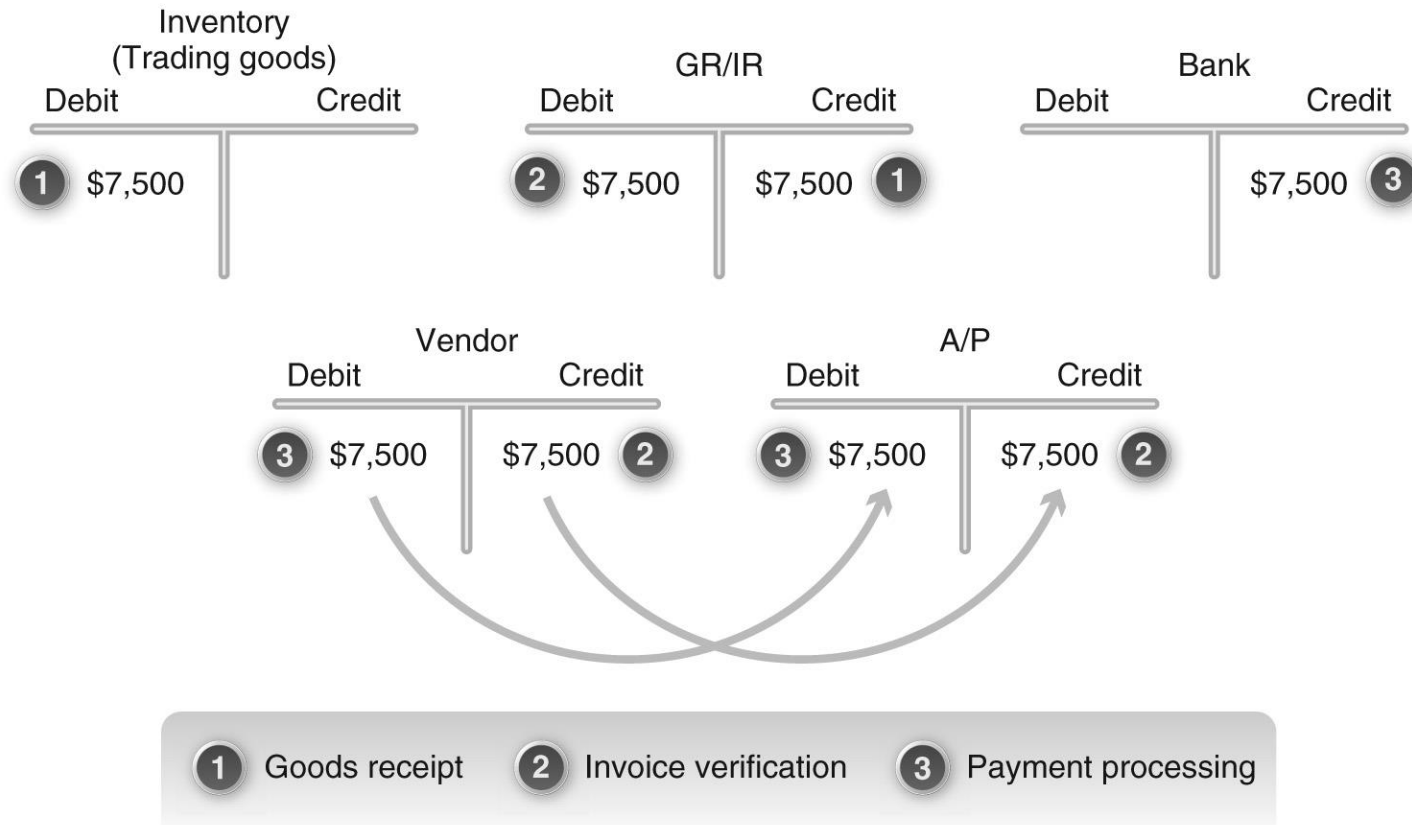 Inventory
(Trading goods)
Debit Credit
1 $7,500
GR/IR
Debit Credit
2 $7,500 $7,500 1
Bank
Debit Credit
$7,500 3
Vendor
Debit Credit
3 $7,500 $7,500 2
A/P
Debit Credit
3 $7,500 $7,500 2
1 Goods receipt 2 Invoice verification 3 Payment processing